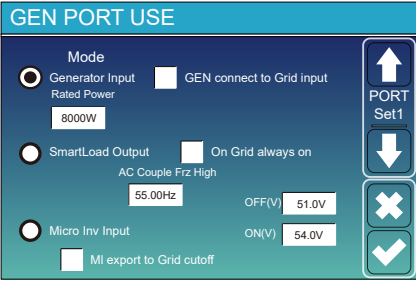 GEN PORT USE
Mode
Generator Input
GEN connect to Grid input
Rated Power
8000W
PORT
Set1
SmartLoad Output
On Grid always on
AC Couple Frz High
55.00Hz
OFF(V)
51.0V
Micro Inv Input
ON(V)
54.0V
MI export to Grid cutoff